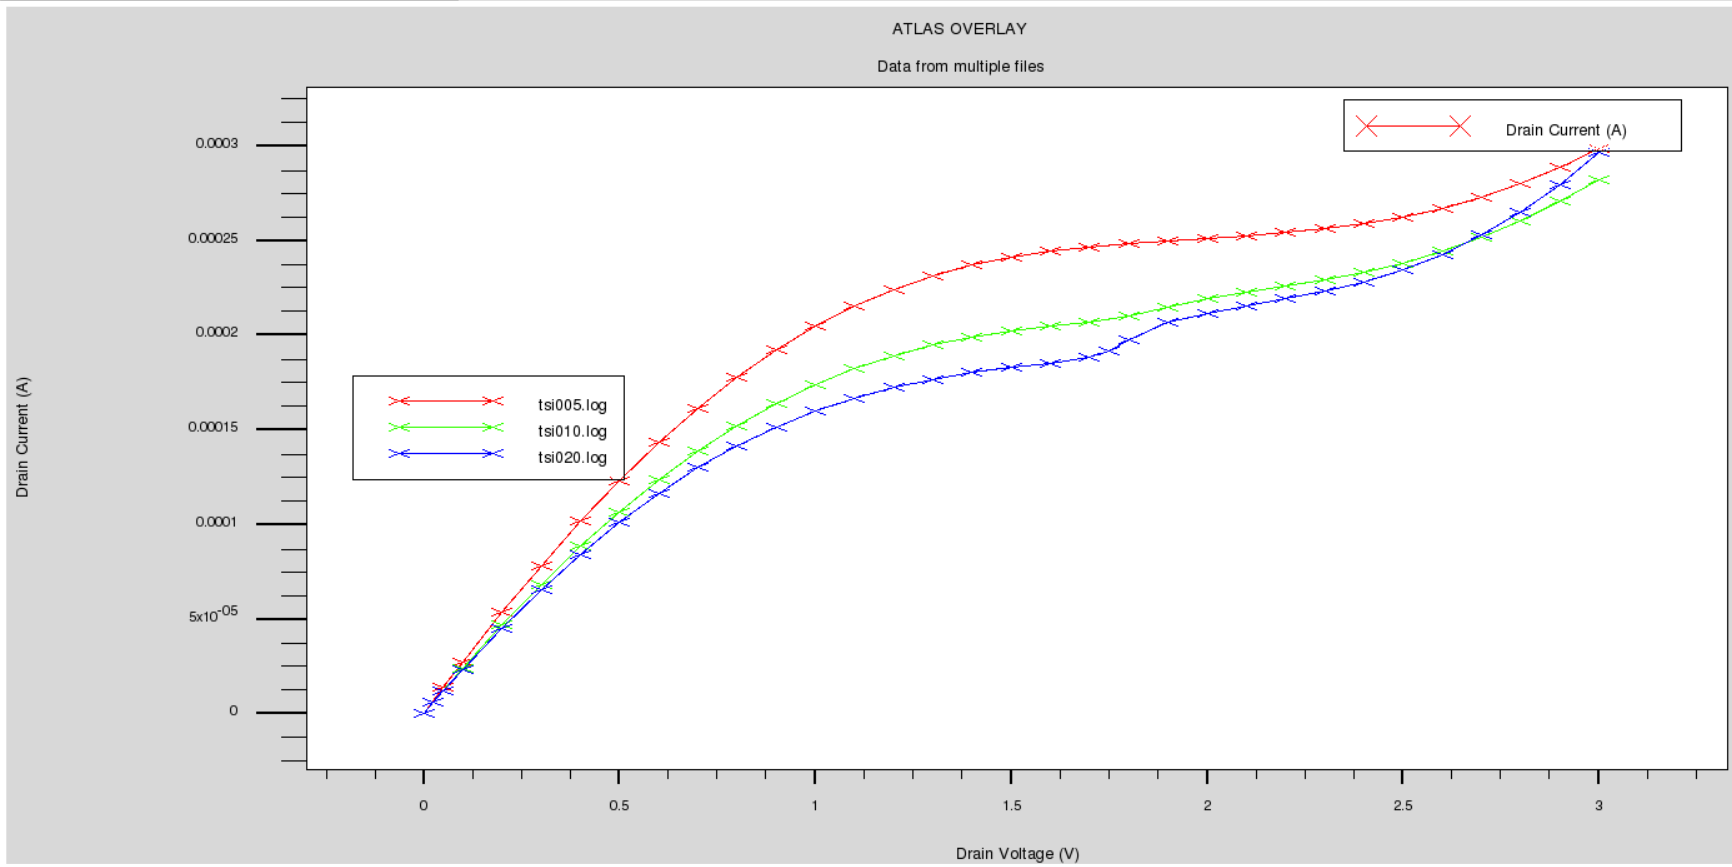 ATLAS OVERLAY
Data from multiple files
Drain Current (A)
0.0003
0.00025
0.0002
0.00015
0.0001
5x10-05
0
Drain Current (A)
tsi005.log
tsi010.log
tsi020.log
0 0.5 1 1.5 2 2.5 3
Drain Voltage (V)